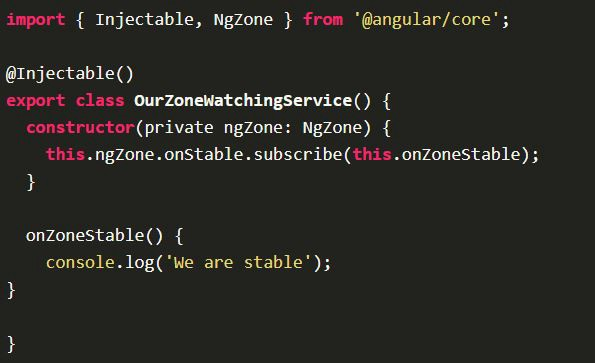 import { Injectable, NgZone } from '@angular/core';
@Injectable()
export class OurZoneWatchingService() {
constructor(private ngZone: NgZone) {
this.ngZone.onStable.subscribe(this.onZoneStable);
}
onZoneStable() {
console.log('We are stable');
}
}